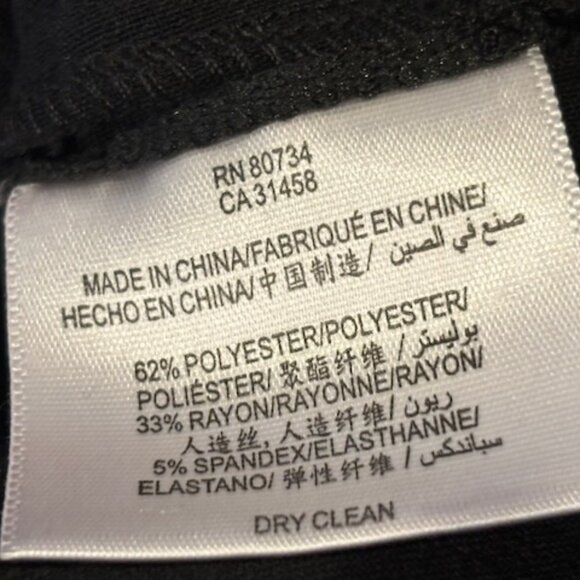 RN 80734
CA 31458
MADE IN CHINA/FABRIQUÉ EN CHINE/
HECHO EN CHINA/中国制造/ صنع في الصين
62% POLYESTER/POLYESTER/
POLIÉSTER/ 聚酯纤维 / بوليستر/
33% RAYON/RAYONNE/RAYÓN/
人造丝, 人造纤维/ ريون/
5% SPANDEX/ELASTHANNE/
ELASTANO/ 弹性纤维 / سباندكس
DRY CLEAN